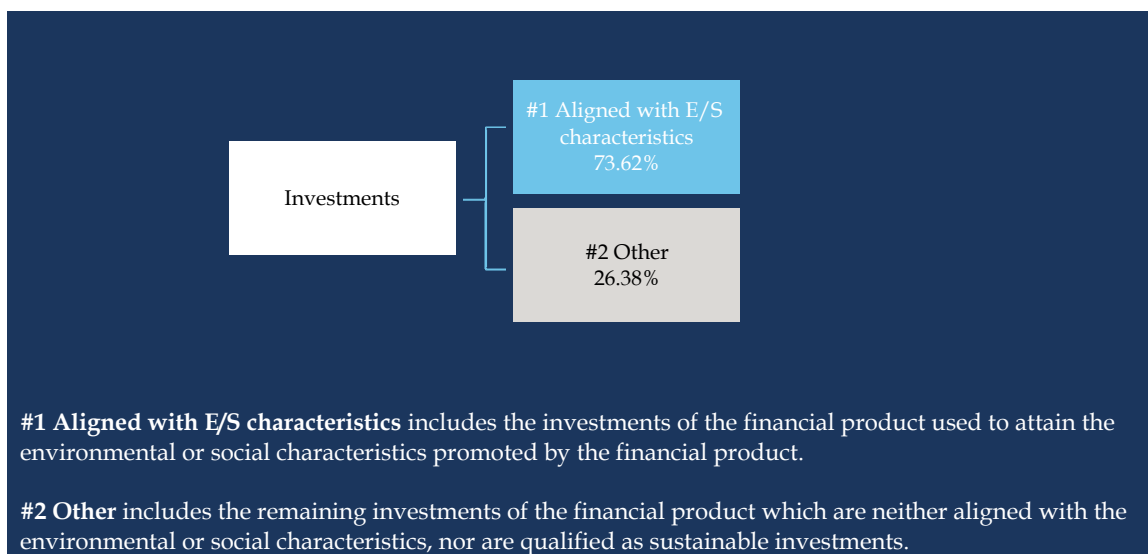 #1 Aligned with E/S
characteristics
73.62%
Investments
#2 Other
26.38%
#1 Aligned with E/S characteristics includes the investments of the financial product used to attain the
environmental or social characteristics promoted by the financial product.
#2 Other includes the remaining investments of the financial product which are neither aligned with the
environmental or social characteristics, nor are qualified as sustainable investments.